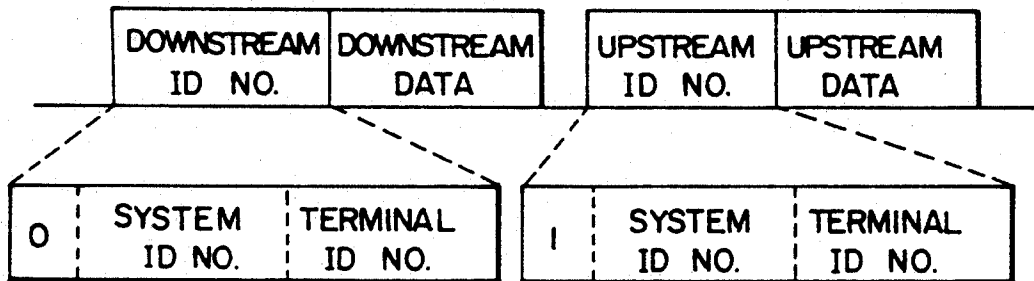 DOWNSTREAM DOWNSTREAM UPSTREAM UPSTREAM
ID NO. DATA ID NO. DATA
0 SYSTEM TERMINAL 1 SYSTEM TERMINAL
ID NO. ID NO. ID NO. ID NO.